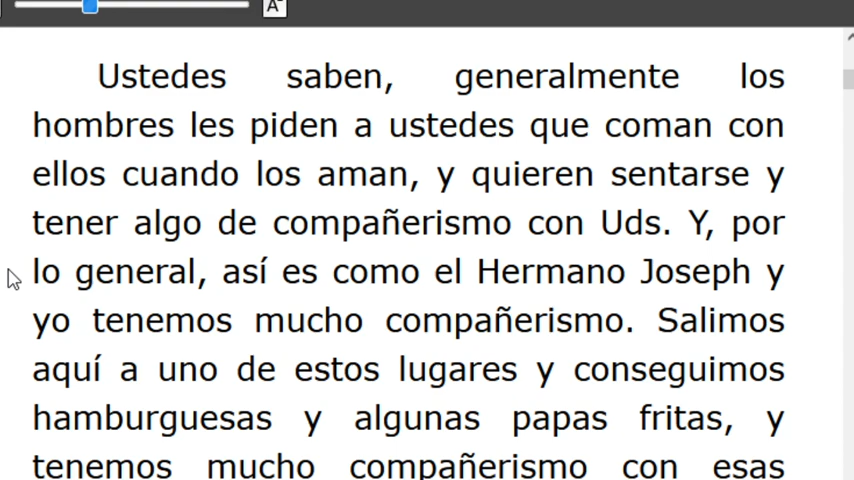 A
Ustedes saben, generalmente los
hombres les piden a ustedes que coman con
ellos cuando los aman, y quieren sentarse y
tener algo de compañerismo con Uds. Y, por
lo general, así es como el Hermano Joseph y
yo tenemos mucho compañerismo. Salimos
aquí a uno de estos lugares y conseguimos
hamburguesas y algunas papas fritas, y
tenemos mucho compañerismo con esas